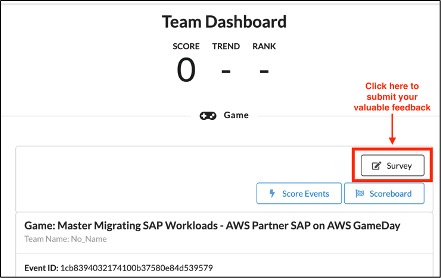 Team Dashboard
SCORE TREND RANK
0 - -
Click here to
submit your
valuable feedback
Game
Survey
Score Events Scoreboard
Game: Master Migrating SAP Workloads - AWS Partner SAP on AWS GameDay
Team Name: No_Name
Event ID: 1cb8394032174100b37580e84d539579